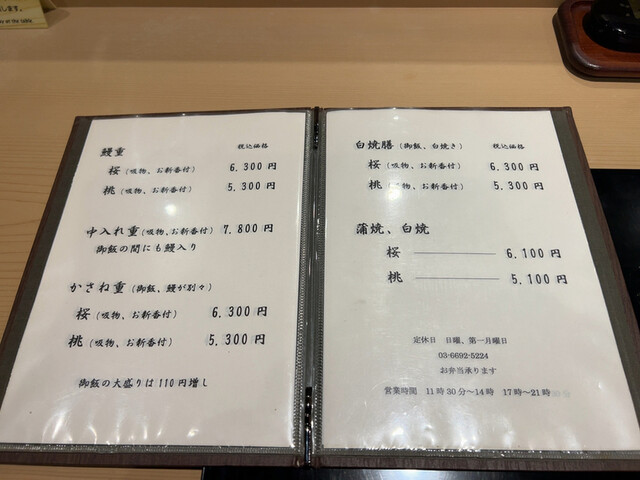 します。
鰻重 税込価格
桜(吸物、お新香付) 6.300円
桃(吸物、お新香付) 5.300円
中入れ重(吸物、お新香付) 7.800円
御飯の間にも鰻入り
かさね重(御飯、鰻が別々)
桜(吸物、お新香付) 6.300円
桃(吸物、お新香付) 5.300円
御飯の大盛りは110円増し
白焼膳(御飯、白焼き) 税込価格
桜(吸物、お新香付) 6.300円
桃(吸物、お新香付) 5.300円
蒲焼、白焼
桜 6.100円
桃 5.100円
定休日 日曜、第一月曜日
03-6692-5224
お弁当承ります
営業時間 11時30分～14時 17時～21時